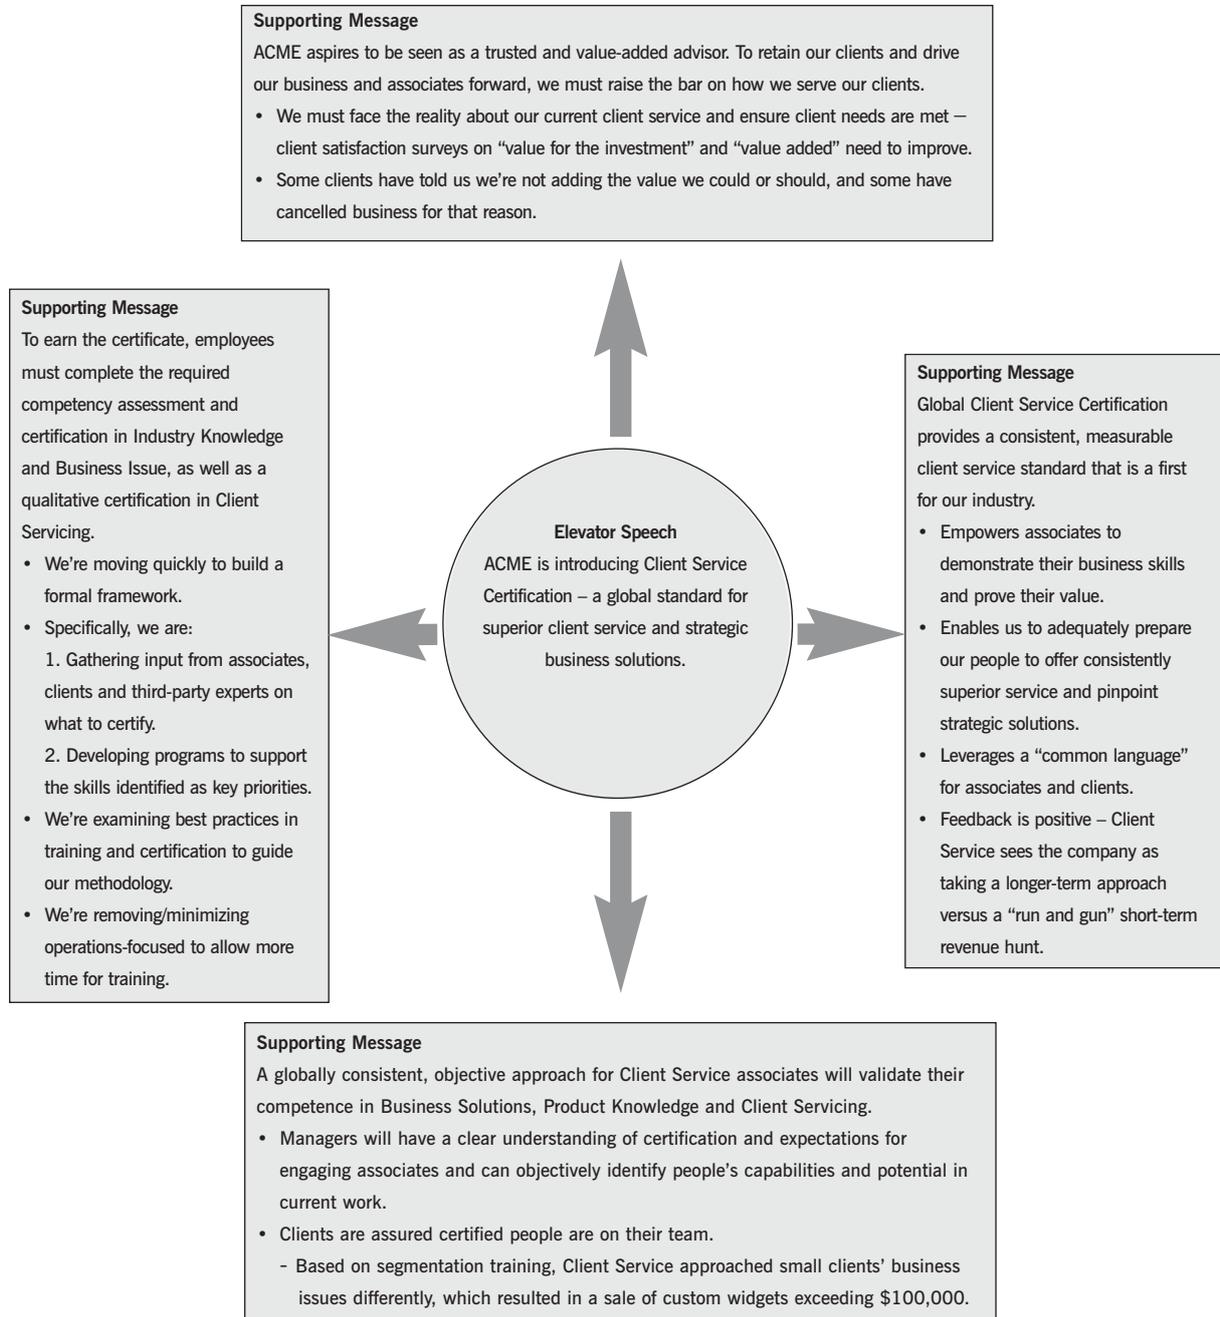 Supporting Message
ACME aspires to be seen as a trusted and value-added advisor. To retain our clients and drive
our business and associates forward, we must raise the bar on how we serve our clients.
• We must face the reality about our current client service and ensure client needs are met –
client satisfaction surveys on “value for the investment” and “value added” need to improve.
• Some clients have told us we’re not adding the value we could or should, and some have
cancelled business for that reason.
Supporting Message
To earn the certificate, employees
must complete the required
competency assessment and
certification in Industry Knowledge
and Business Issue, as well as a
qualitative certification in Client
Servicing.
• We’re moving quickly to build a
formal framework.
• Specifically, we are:
1. Gathering input from associates,
clients and third-party experts on
what to certify.
2. Developing programs to support
the skills identified as key priorities.
• We’re examining best practices in
training and certification to guide
our methodology.
• We’re removing/minimizing
operations-focused to allow more
time for training.
Elevator Speech
ACME is introducing Client Service
Certification – a global standard for
superior client service and strategic
business solutions.
Supporting Message
Global Client Service Certification
provides a consistent, measurable
client service standard that is a first
for our industry.
• Empowers associates to
demonstrate their business skills
and prove their value.
• Enables us to adequately prepare
our people to offer consistently
superior service and pinpoint
strategic solutions.
• Leverages a “common language”
for associates and clients.
• Feedback is positive – Client
Service sees the company as
taking a longer-term approach
versus a “run and gun” short-term
revenue hunt.
Supporting Message
A globally consistent, objective approach for Client Service associates will validate their
competence in Business Solutions, Product Knowledge and Client Servicing.
• Managers will have a clear understanding of certification and expectations for
engaging associates and can objectively identify people’s capabilities and potential in
current work.
• Clients are assured certified people are on their team.
- Based on segmentation training, Client Service approached small clients’ business
issues differently, which resulted in a sale of custom widgets exceeding $100,000.